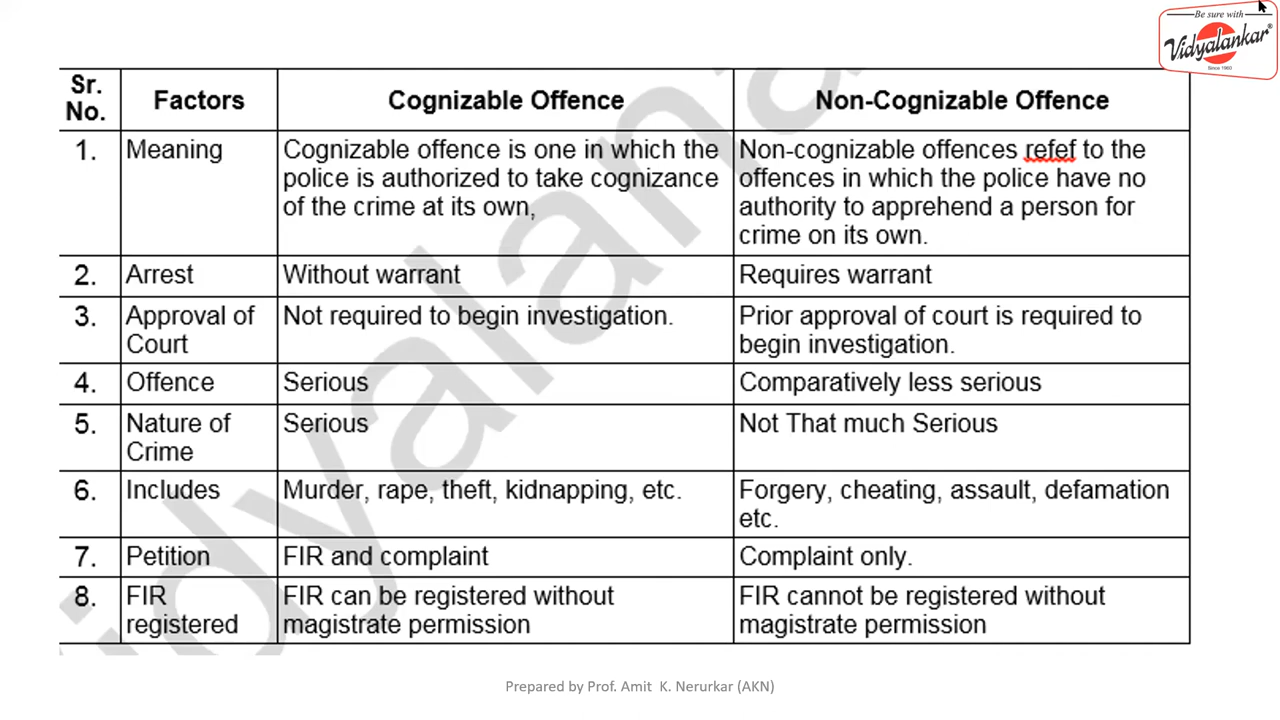 Be sure with
Vidyalankar
Since 1960
Sr. No. Factors Cognizable Offence Non-Cognizable Offence
1. Meaning Cognizable offence is one in which the Non-cognizable offences refef to the
police is authorized to take cognizance offences in which the police have no
of the crime at its own, authority to apprehend a person for
crime on its own.
2. Arrest Without warrant Requires warrant
3. Approval of Not required to begin investigation. Prior approval of court is required to
Court begin investigation.
4. Offence Serious Comparatively less serious
5. Nature of Serious Not That much Serious
Crime
6. Includes Murder, rape, theft, kidnapping, etc. Forgery, cheating, assault, defamation
etc.
7. Petition FIR and complaint Complaint only.
8. FIR FIR can be registered without FIR cannot be registered without
registered magistrate permission magistrate permission
idyalanka
Prepared by Prof. Amit K. Nerurkar (AKN)